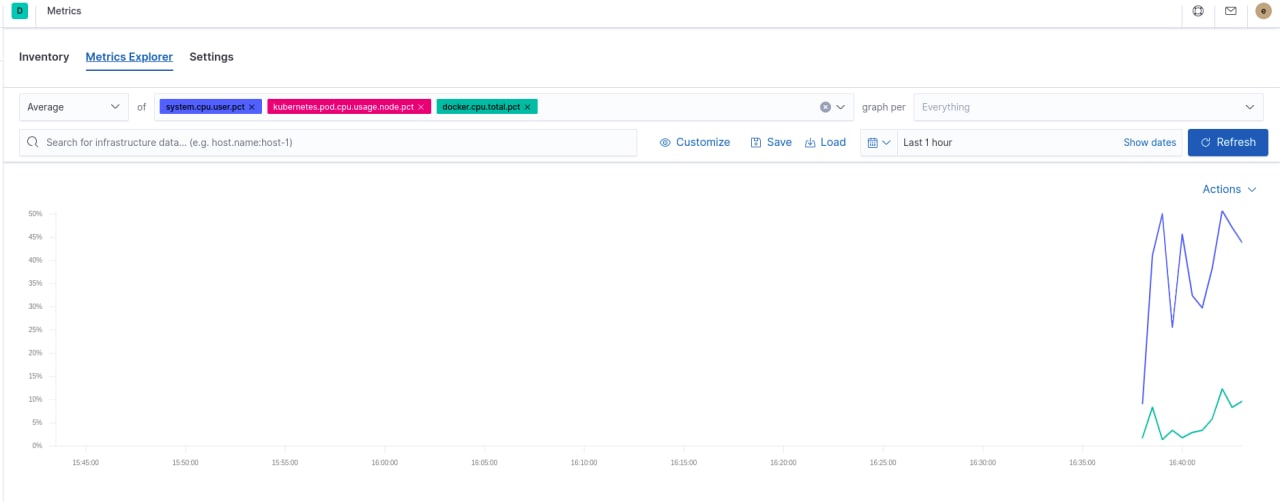 D Metrics e
Inventory Metrics Explorer Settings
Average of system.cpu.user.pct × kubernetes.pod.cpu.usage.node.pct × docker.cpu.total.pct × graph per Everything
Search for infrastructure data... (e.g. host.name:host-1) Customize Save Load Last 1 hour Show dates Refresh
Actions
50%
45%
40%
35%
30%
25%
20%
15%
10%
5%
0%
15:45:00 15:50:00 15:55:00 16:00:00 16:05:00 16:10:00 16:15:00 16:20:00 16:25:00 16:30:00 16:35:00 16:40:00